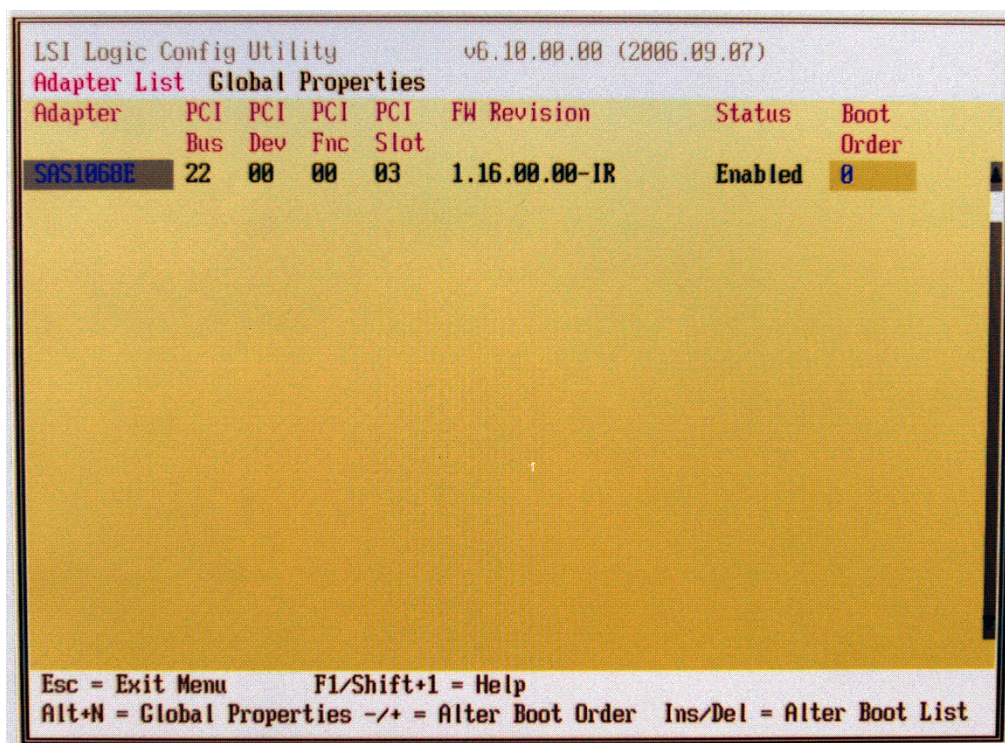 LSI Logic Config Utility v6.10.00.00 (2006.09.07)
Adapter List Global Properties
Adapter PCI PCI PCI PCI FW Revision Status Boot
Bus Dev Fnc Slot Order
SAS1068E 22 00 00 03 1.16.00.00-IR Enabled 0
Esc = Exit Menu F1/Shift+1 = Help
Alt+N = Global Properties -/+ = Alter Boot Order Ins/Del = Alter Boot List